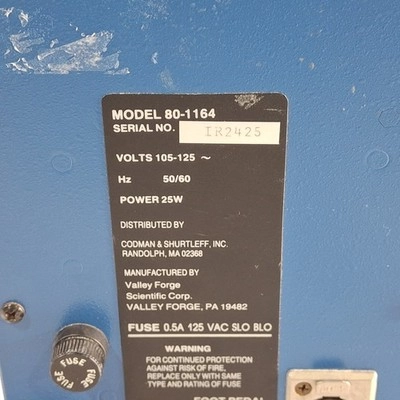 MODEL 80-1164
SERIAL NO. IR2425
VOLTS 105-125 ~
Hz 50/60
POWER 25W
DISTRIBUTED BY
CODMAN & SHURTLEFF, INC.
RANDOLPH, MA 02368
MANUFACTURED BY
Valley Forge
Scientific Corp.
VALLEY FORGE, PA 19482
FUSE 0.5A 125 VAC SLO BLO
WARNING
FOR CONTINUED PROTECTION
AGAINST RISK OF FIRE,
REPLACE ONLY WITH SAME
TYPE AND RATING OF FUSE
FOOT PEDAL
FUSE
FUSE
FUSE